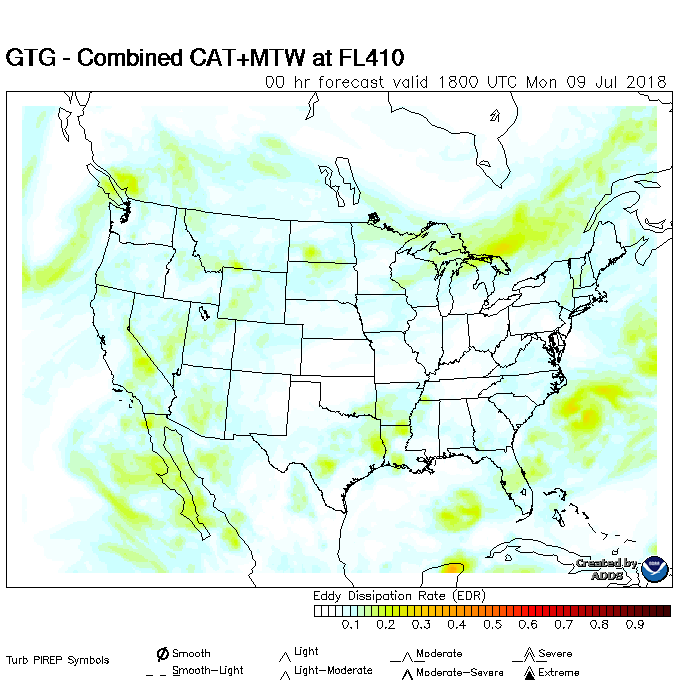 GTG - Combined CAT+MTW at FL410
00 hr forecast valid 1800 UTC Mon 09 Jul 2018
Created by
ADDS
Eddy Dissipation Rate (EDR)
0.1 0.2 0.3 0.4 0.5 0.6 0.7 0.8 0.9
Turb PIREP Symbols
Smooth Light Moderate Severe
Smooth-Light Light-Moderate Moderate-Severe Extreme